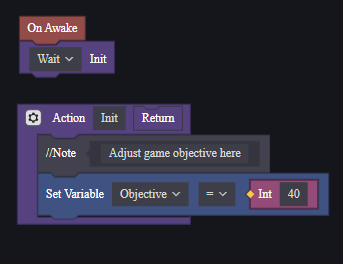 On Awake
Wait Init
Action Init Return
//Note Adjust game objective here
Set Variable Objective = Int 40